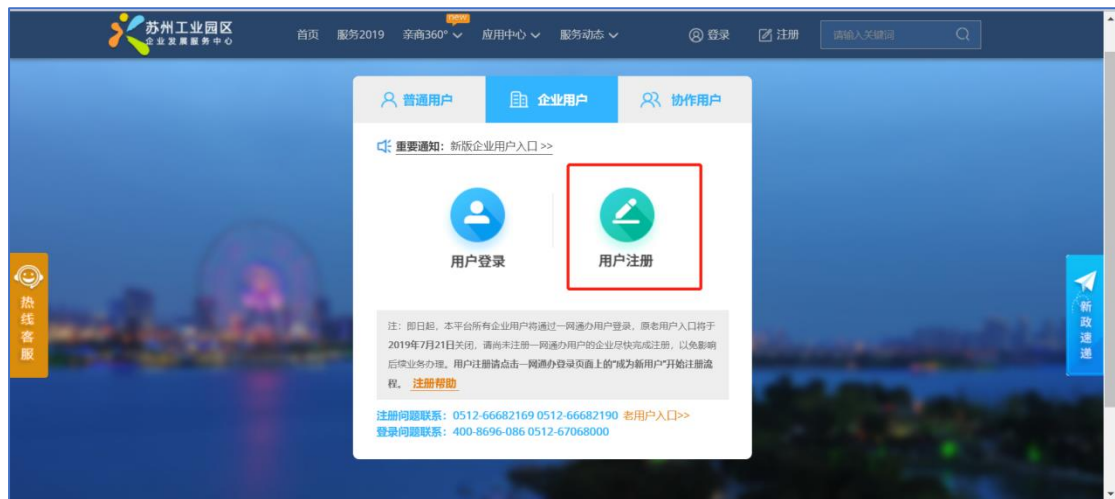 苏州工业园区
企业发展服务中心
首页 服务2019 亲商360° new 应用中心 服务动态 登录 注册 请输入关键词
普通用户 企业用户 协作用户
重要通知：新版企业用户入口 >>
用户登录 用户注册
热线客服
新政速递
注：即日起，本平台所有企业用户将通过一网通办用户登录，原老用户入口将于
2019年7月21日关闭，请尚未注册一网通办用户的企业尽快完成注册，以免影响
后续业务办理。用户注册请点击一网通办登录页面上的"成为新用户"开始注册流
程。 注册帮助
注册问题联系：0512-66682169 0512-66682190 老用户入口>>
登录问题联系：400-8696-086 0512-67068000